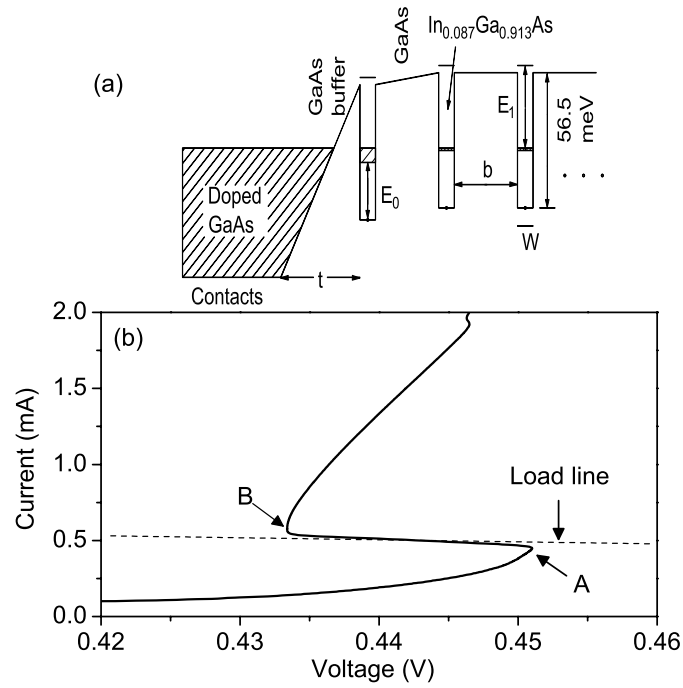 (a)
GaAs
buffer
GaAs
In0.087Ga0.913As
E1
56.5
meV
b
. . .
Doped
GaAs
E0
W
t
Contacts
(b)
2.0
1.5
1.0
0.5
0.0
Current (mA)
B
Load line
A
0.42 0.43 0.44 0.45 0.46
Voltage (V)